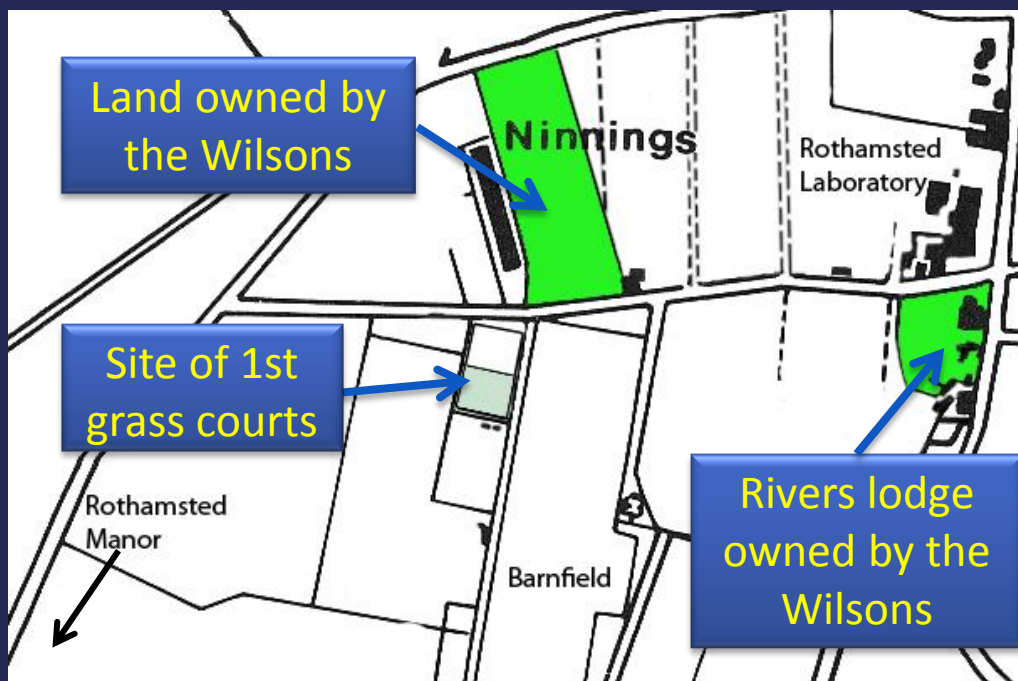 Land owned by
the Wilsons
Ninnings
Rothamsted
Laboratory
Site of 1st
grass courts
Rothamsted
Manor
Barnfield
Rivers lodge
owned by the
Wilsons